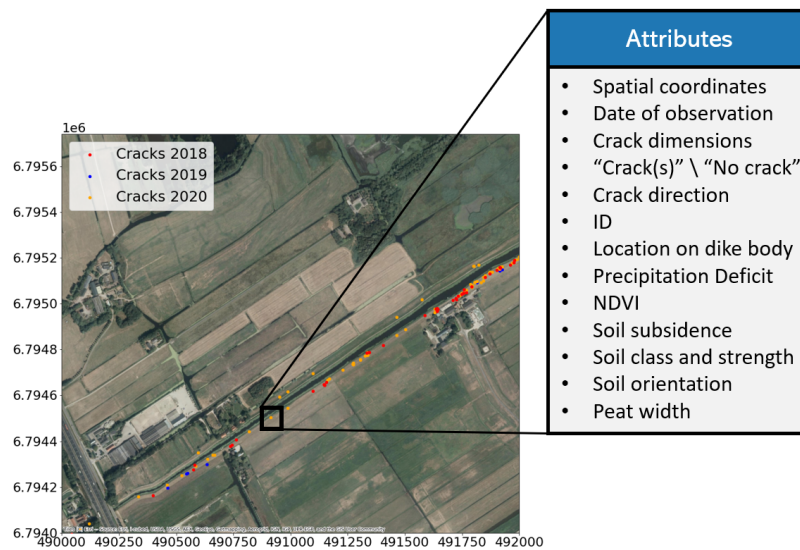 Attributes
• Spatial coordinates
• Date of observation
• Crack dimensions
• “Crack(s)” \ “No crack”
• Crack direction
• ID
• Location on dike body
• Precipitation Deficit
• NDVI
• Soil subsidence
• Soil class and strength
• Soil orientation
• Peat width
1e6
Cracks 2018
Cracks 2019
Cracks 2020
6.7956
6.7954
6.7952
6.7950
6.7948
6.7946
6.7944
6.7942
6.7940
490000 490250 490500 490750 491000 491250 491500 491750 492000